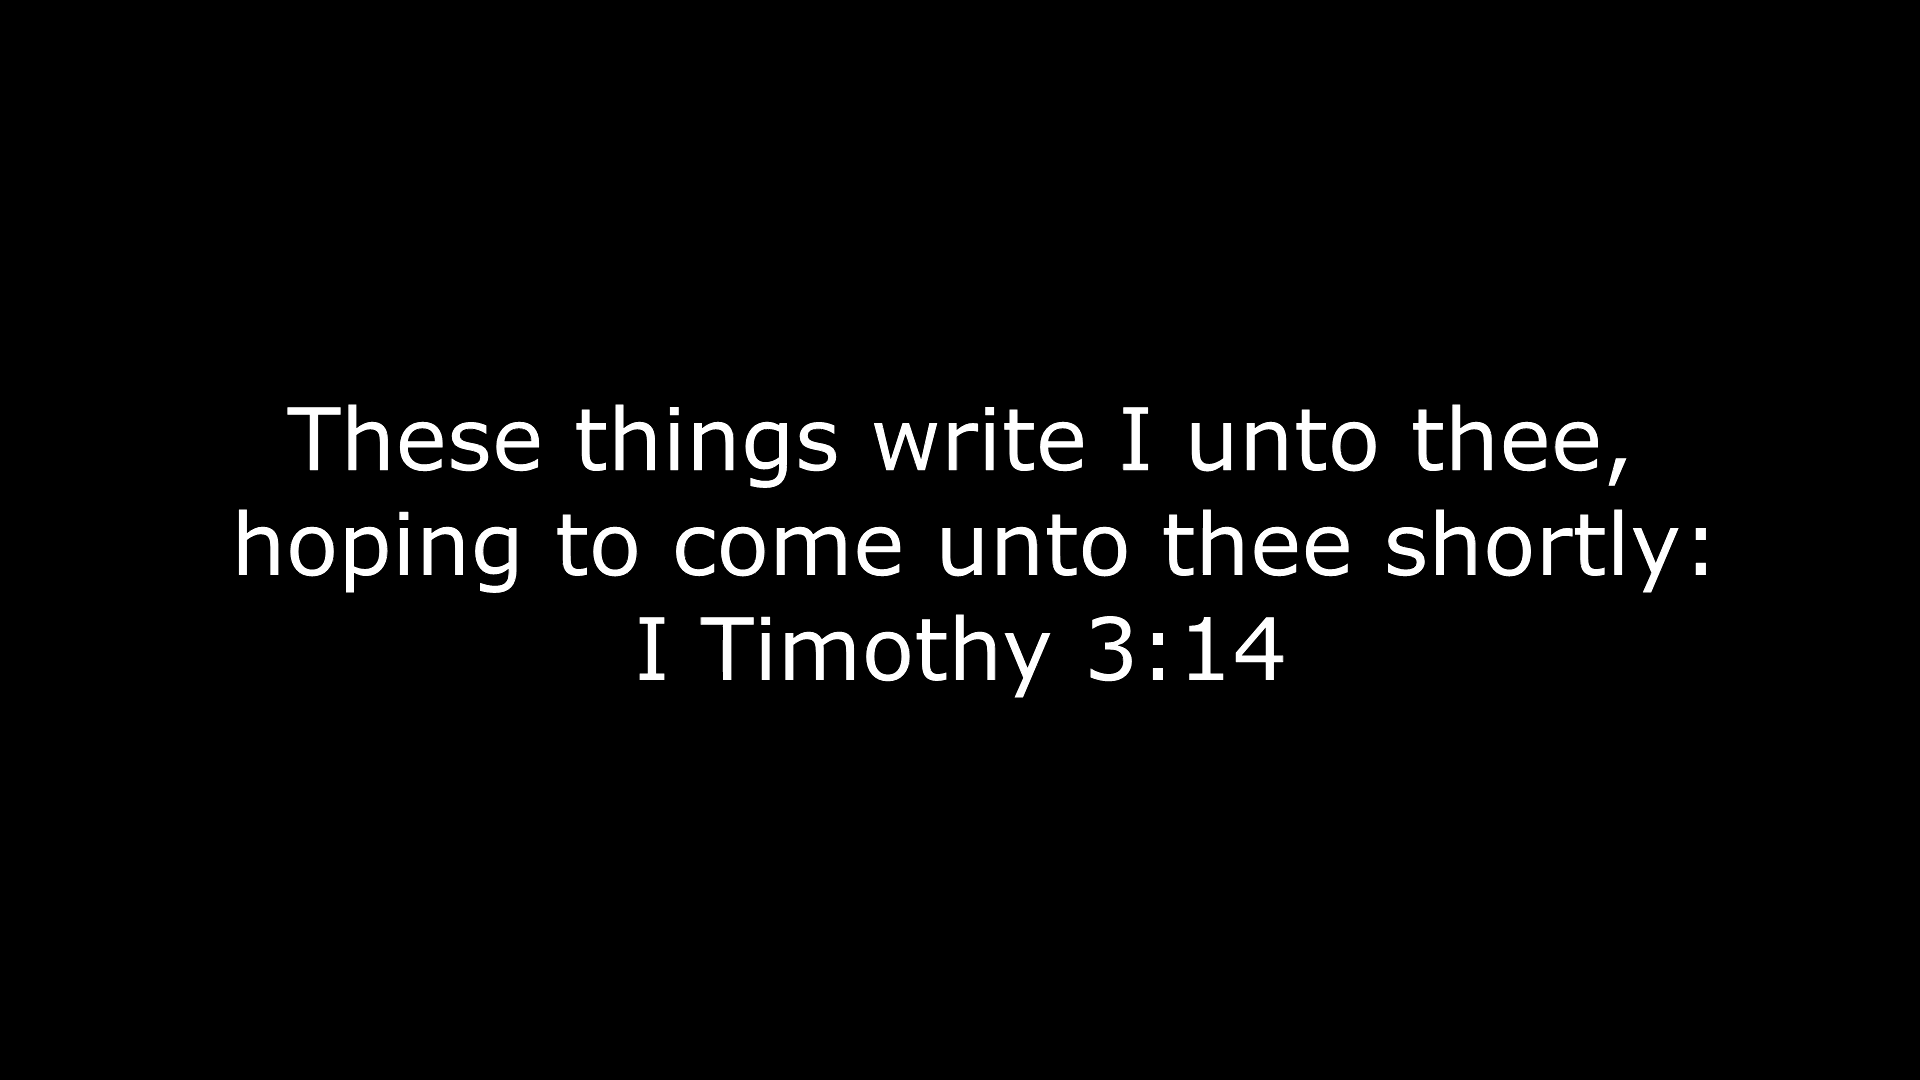 These things write I unto thee,
hoping to come unto thee shortly:
I Timothy 3:14